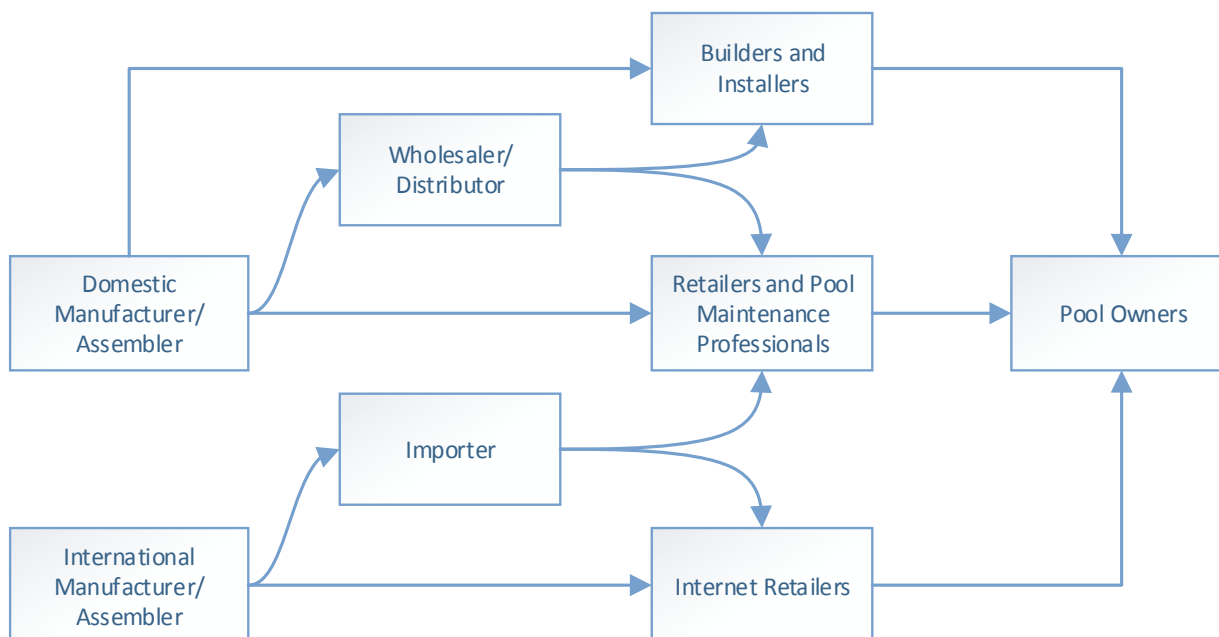 Builders and
Installers
Wholesaler/
Distributor
Domestic
Manufacturer/
Assembler
Retailers and Pool
Maintenance
Professionals
Pool Owners
Importer
International
Manufacturer/
Assembler
Internet Retailers